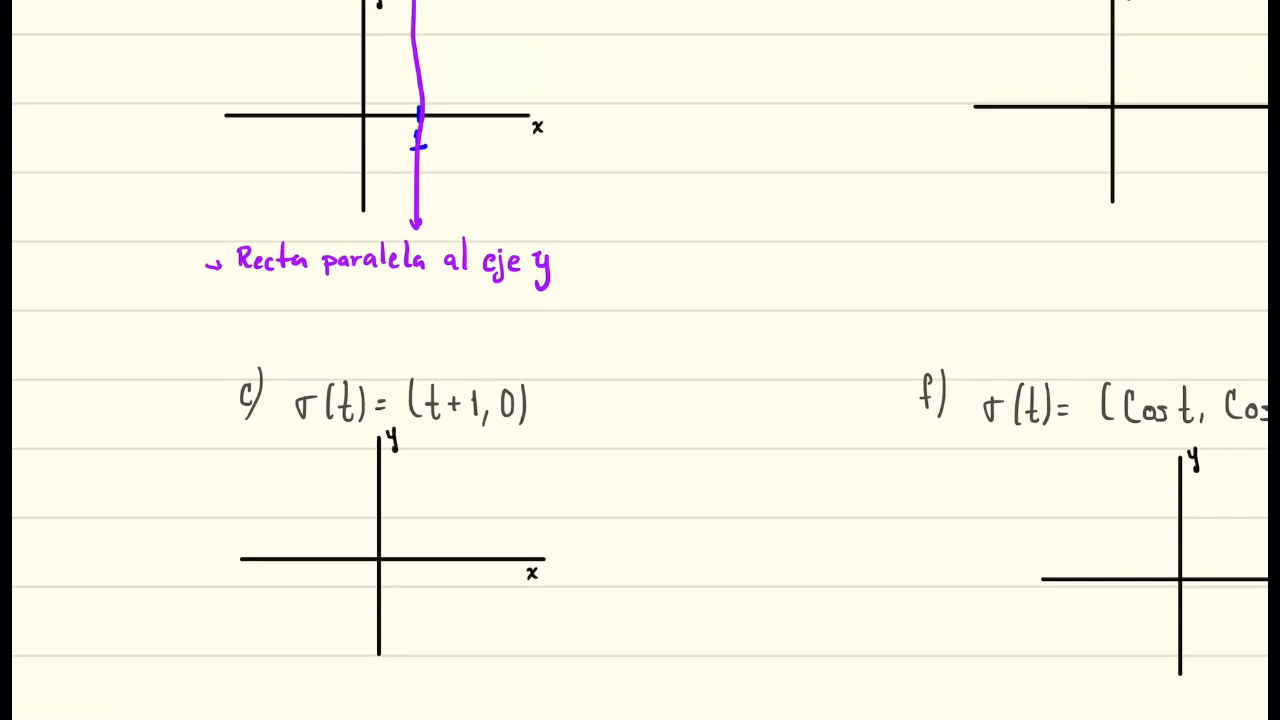 y
x
Recta paralela al eje y
c) σ(t) = (t+1, 0)
y
x
f) σ(t) = (Cos t, Cos
y